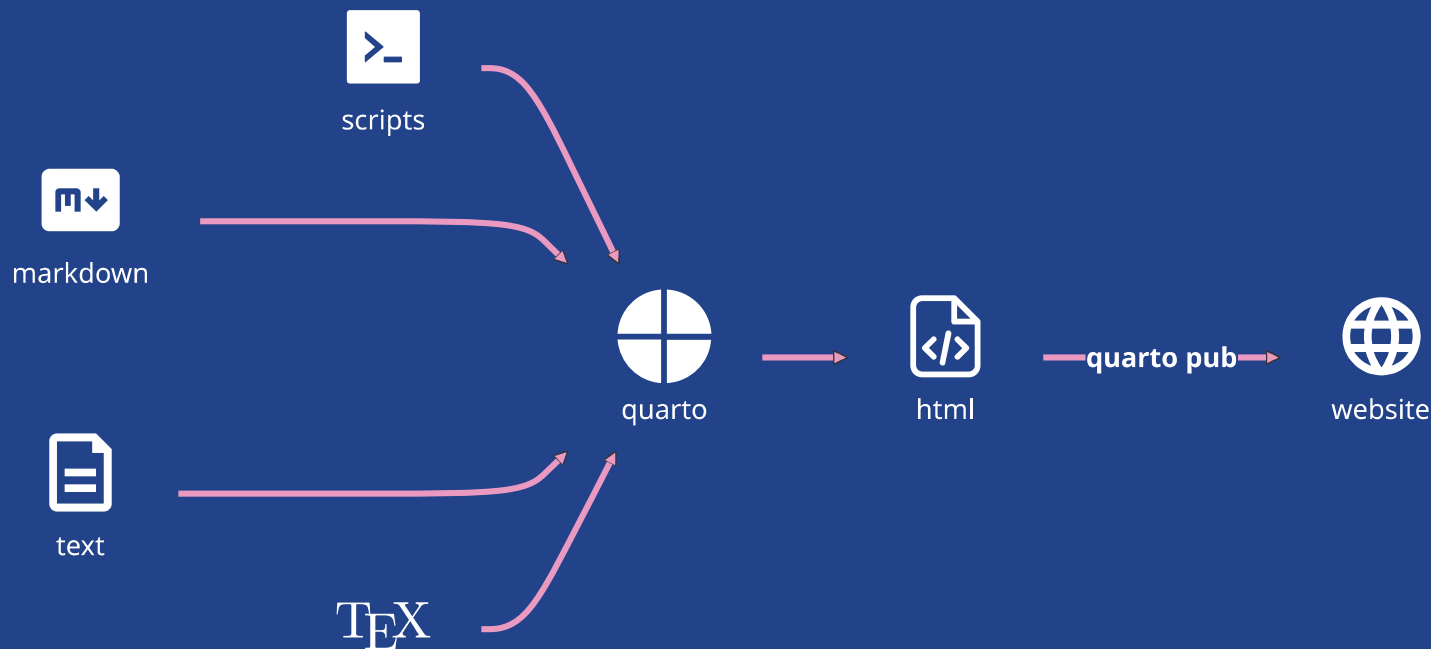 scripts
markdown
quarto
html
quarto pub
website
text
TEX